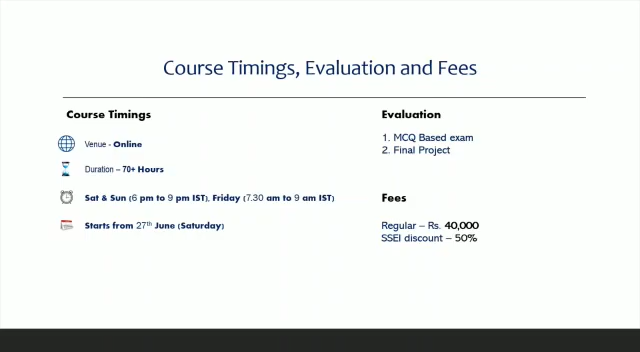 Course Timings, Evaluation and Fees
Course Timings
Venue - Online
Duration – 70+ Hours
Sat & Sun (6 pm to 9 pm IST), Friday (7.30 am to 9 am IST)
Starts from 27th June (Saturday)
Evaluation
1. MCQ Based exam
2. Final Project
Fees
Regular – Rs. 40,000
SSEI discount – 50%